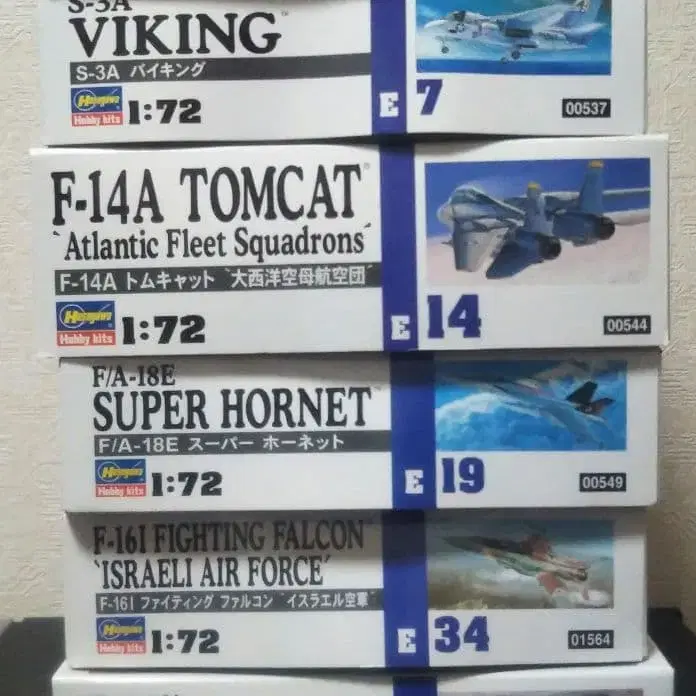 S-3A
VIKING™
S-3A バイキング
Hasegawa
Hobby kits
1:72
E 7
00537
F-14A TOMCAT
`Atlantic Fleet Squadrons´
F-14A トムキャット 〝大西洋空母航空団〞
Hasegawa
Hobby kits
1:72
E 14
00544
F/A-18E
SUPER HORNET™
F/A-18E スーパー ホーネット
Hasegawa
Hobby kits
1:72
E 19
00549
F-16I FIGHTING FALCON
`ISRAELI AIR FORCE´
F-16I ファイティング ファルコン 〝イスラエル空軍〞
Hasegawa
Hobby kits
1:72
E 34
01564